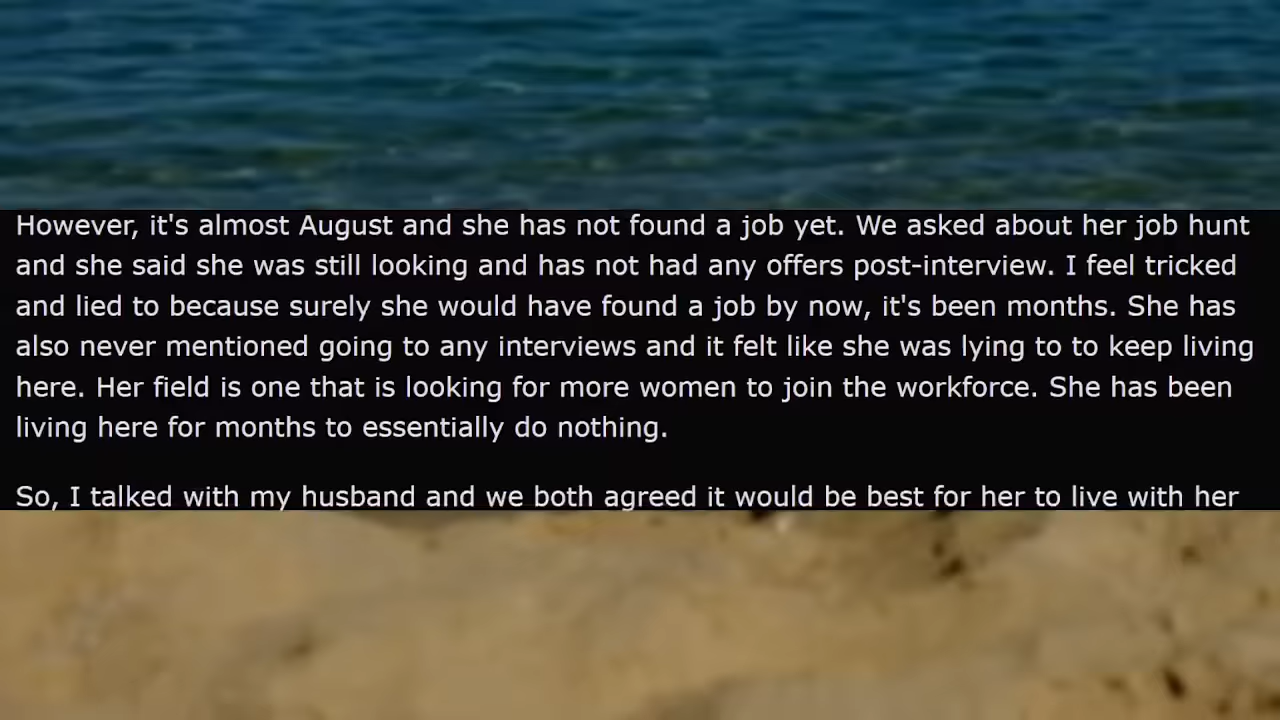 However, it's almost August and she has not found a job yet. We asked about her job hunt
and she said she was still looking and has not had any offers post-interview. I feel tricked
and lied to because surely she would have found a job by now, it's been months. She has
also never mentioned going to any interviews and it felt like she was lying to to keep living
here. Her field is one that is looking for more women to join the workforce. She has been
living here for months to essentially do nothing.
So, I talked with my husband and we both agreed it would be best for her to live with her